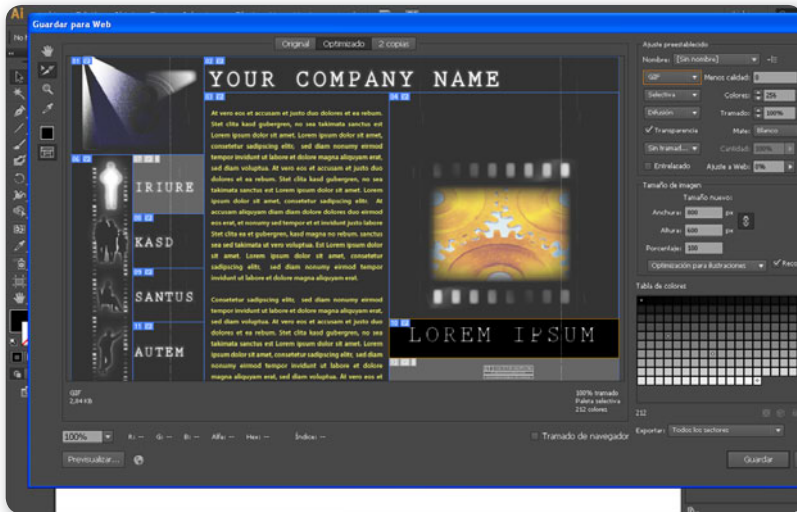 Ai
Guardar para Web
Original Optimizado 2 copias
01
02
YOUR COMPANY NAME
03
04
At vero eos et accusam et justo duo dolores et ea rebum.
Stet clita kasd gubergren, no sea takimata sanctus est
Lorem ipsum dolor sit amet. Lorem ipsum dolor sit amet,
consetetur sadipscing elitr, sed diam nonumy eirmod
tempor invidunt ut labore et dolore magna aliquyam erat,
sed diam voluptua. At vero eos et accusam et justo duo
dolores et ea rebum. Stet clita kasd gubergren, no sea
takimata sanctus est Lorem ipsum dolor sit amet. Lorem
ipsum dolor sit amet, consetetur sadipscing elitr. At
accusam aliquyam diam diam dolore dolores duo eirmod
eos erat, et nonumy sed tempor et et invidunt justo labore
Stet clita ea et gubergren, kasd magna no rebum. sanctus
sea sed takimata sanctus vero voluptua. Est Lorem ipsum dolor
sit amet, Lorem ipsum dolor sit amet, consetetur
sadipscing elitr, sed diam nonumy eirmod tempor
invidunt ut labore et dolore magna aliquyam erat.
Consetetur sadipscing elitr, sed diam nonumy eirmod
tempor invidunt ut labore et dolore magna aliquyam erat,
sed diam voluptua. At vero eos et accusam et justo duo
dolores et ea rebum. Stet clita kasd gubergren, no sea
takimata sanctus est Lorem ipsum dolor sit amet. Lorem
ipsum dolor sit amet, consetetur sadipscing elitr, sed diam
nonumy eirmod tempor invidunt ut labore et dolore
magna aliquyam erat, sed diam voluptua. At vero eos et
06
IRIURE
KASD
09
SANTUS
11
AUTEM
LOREM IPSUM
GIF
2,84 KB
100% tramado
Paleta selectiva
212 colores
100% R: -- G: -- B: -- Alfa: -- Hex: -- Índice: --
Tramado de navegador
Previsualizar...
Ajuste preestablecido
Nombre: [Sin nombre]
GIF Menos calidad: 0
Selectiva Colores: 256
Difusión Tramado: 100%
Transparencia Mate: Blanco
Sin tramad... Cantidad: 100%
Entrelazado Ajuste a Web: 0%
Tamaño de imagen
Tamaño nuevo:
Anchura: 800 px
Altura: 600 px
Porcentaje: 100
Optimización para ilustraciones Reco
Tabla de colores
212
Exportar: Todos los sectores
Guardar